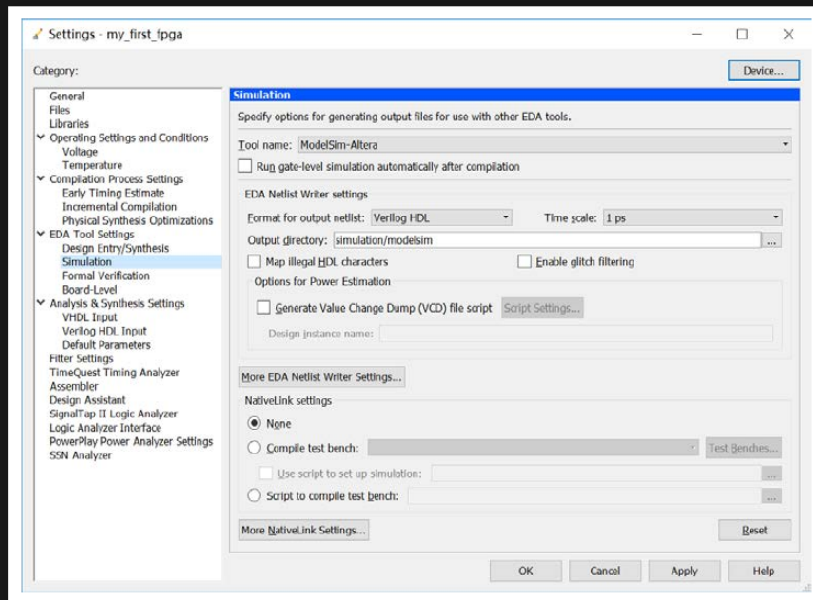 Settings - my_first_fpga
Category:
Device...
General
Files
Libraries
Operating Settings and Conditions
Voltage
Temperature
Compilation Process Settings
Early Timing Estimate
Incremental Compilation
Physical Synthesis Optimizations
EDA Tool Settings
Design Entry/Synthesis
Simulation
Formal Verification
Board-Level
Analysis & Synthesis Settings
VHDL Input
Verilog HDL Input
Default Parameters
Fitter Settings
TimeQuest Timing Analyzer
Assembler
Design Assistant
SignalTap II Logic Analyzer
Logic Analyzer Interface
PowerPlay Power Analyzer Settings
SSN Analyzer
Simulation
Specify options for generating output files for use with other EDA tools.
Tool name: ModelSim-Altera
Run gate-level simulation automatically after compilation
EDA Netlist Writer settings
Format for output netlist: Verilog HDL Time scale: 1 ps
Output directory: simulation/modelsim ...
Map illegal HDL characters Enable glitch filtering
Options for Power Estimation
Generate Value Change Dump (VCD) file script Script Settings...
Design instance name:
More EDA Netlist Writer Settings...
NativeLink settings
None
Compile test bench: Test Benches...
Use script to set up simulation: ...
Script to compile test bench: ...
More NativeLink Settings... Reset
OK Cancel Apply Help